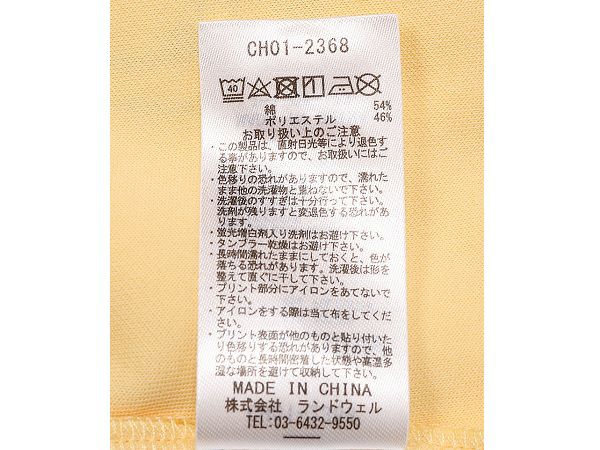 CH01-2368
40
綿 54%
ポリエステル 46%
お取り扱い上のご注意
・この製品は、直射日光等により退色す
る事がありますので、お取扱いにはご
注意下さい。
・色移りの恐れがありますので、濡れた
まま他の洗濯物と重ねないで下さい。
・洗濯後のすすぎは十分行って下さい。
洗剤が残りますと変退色する恐れがあ
ります。
・蛍光増白剤入り洗剤はお避け下さい。
・タンブラー乾燥はお避け下さい。
・長時間濡れたままにしておくと、色が
落ちる恐れがあります。洗濯後は形を
整えて直ぐに干して下さい。
・プリント部分にアイロンをあてないで
下さい。
・アイロンをする際は当て布をしてくだ
さい。
・プリント表面が他のものと貼り付いた
り色移りする恐れがありますので、他
のものと長時間密着した状態や高温多
湿な場所を避けて収納して下さい。
MADE IN CHINA
株式会社 ランドウェル
TEL:03-6432-9550